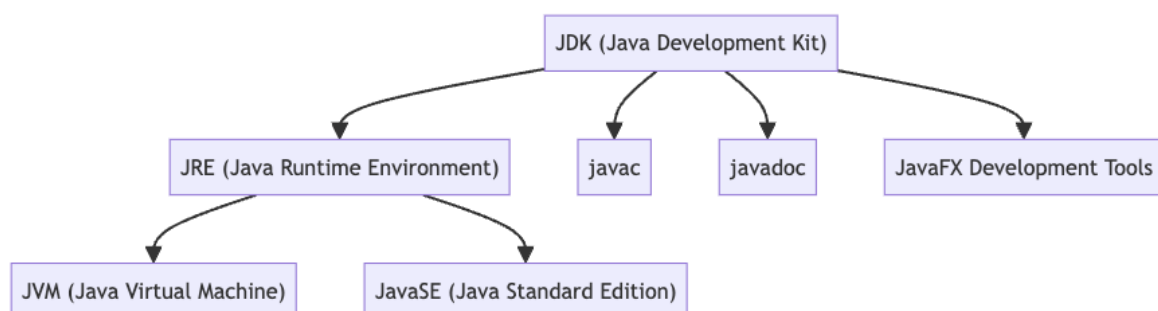 JDK (Java Development Kit)
JRE (Java Runtime Environment)
javac
javadoc
JavaFX Development Tools
JVM (Java Virtual Machine)
JavaSE (Java Standard Edition)